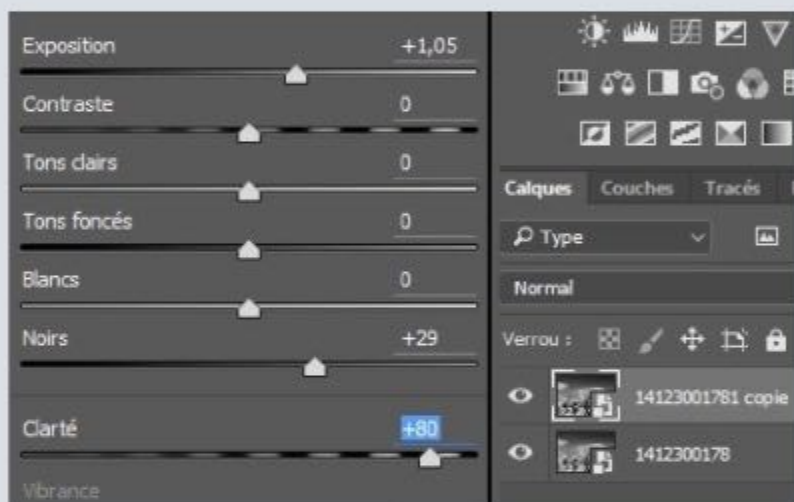 Exposition +1,05
Contraste 0
Tons clairs 0
Tons foncés 0
Blancs 0
Noirs +29
Clarté +80
Vibrance
Calques Couches Tracés
Type
Normal
Verrou :
14123001781 copie
1412300178